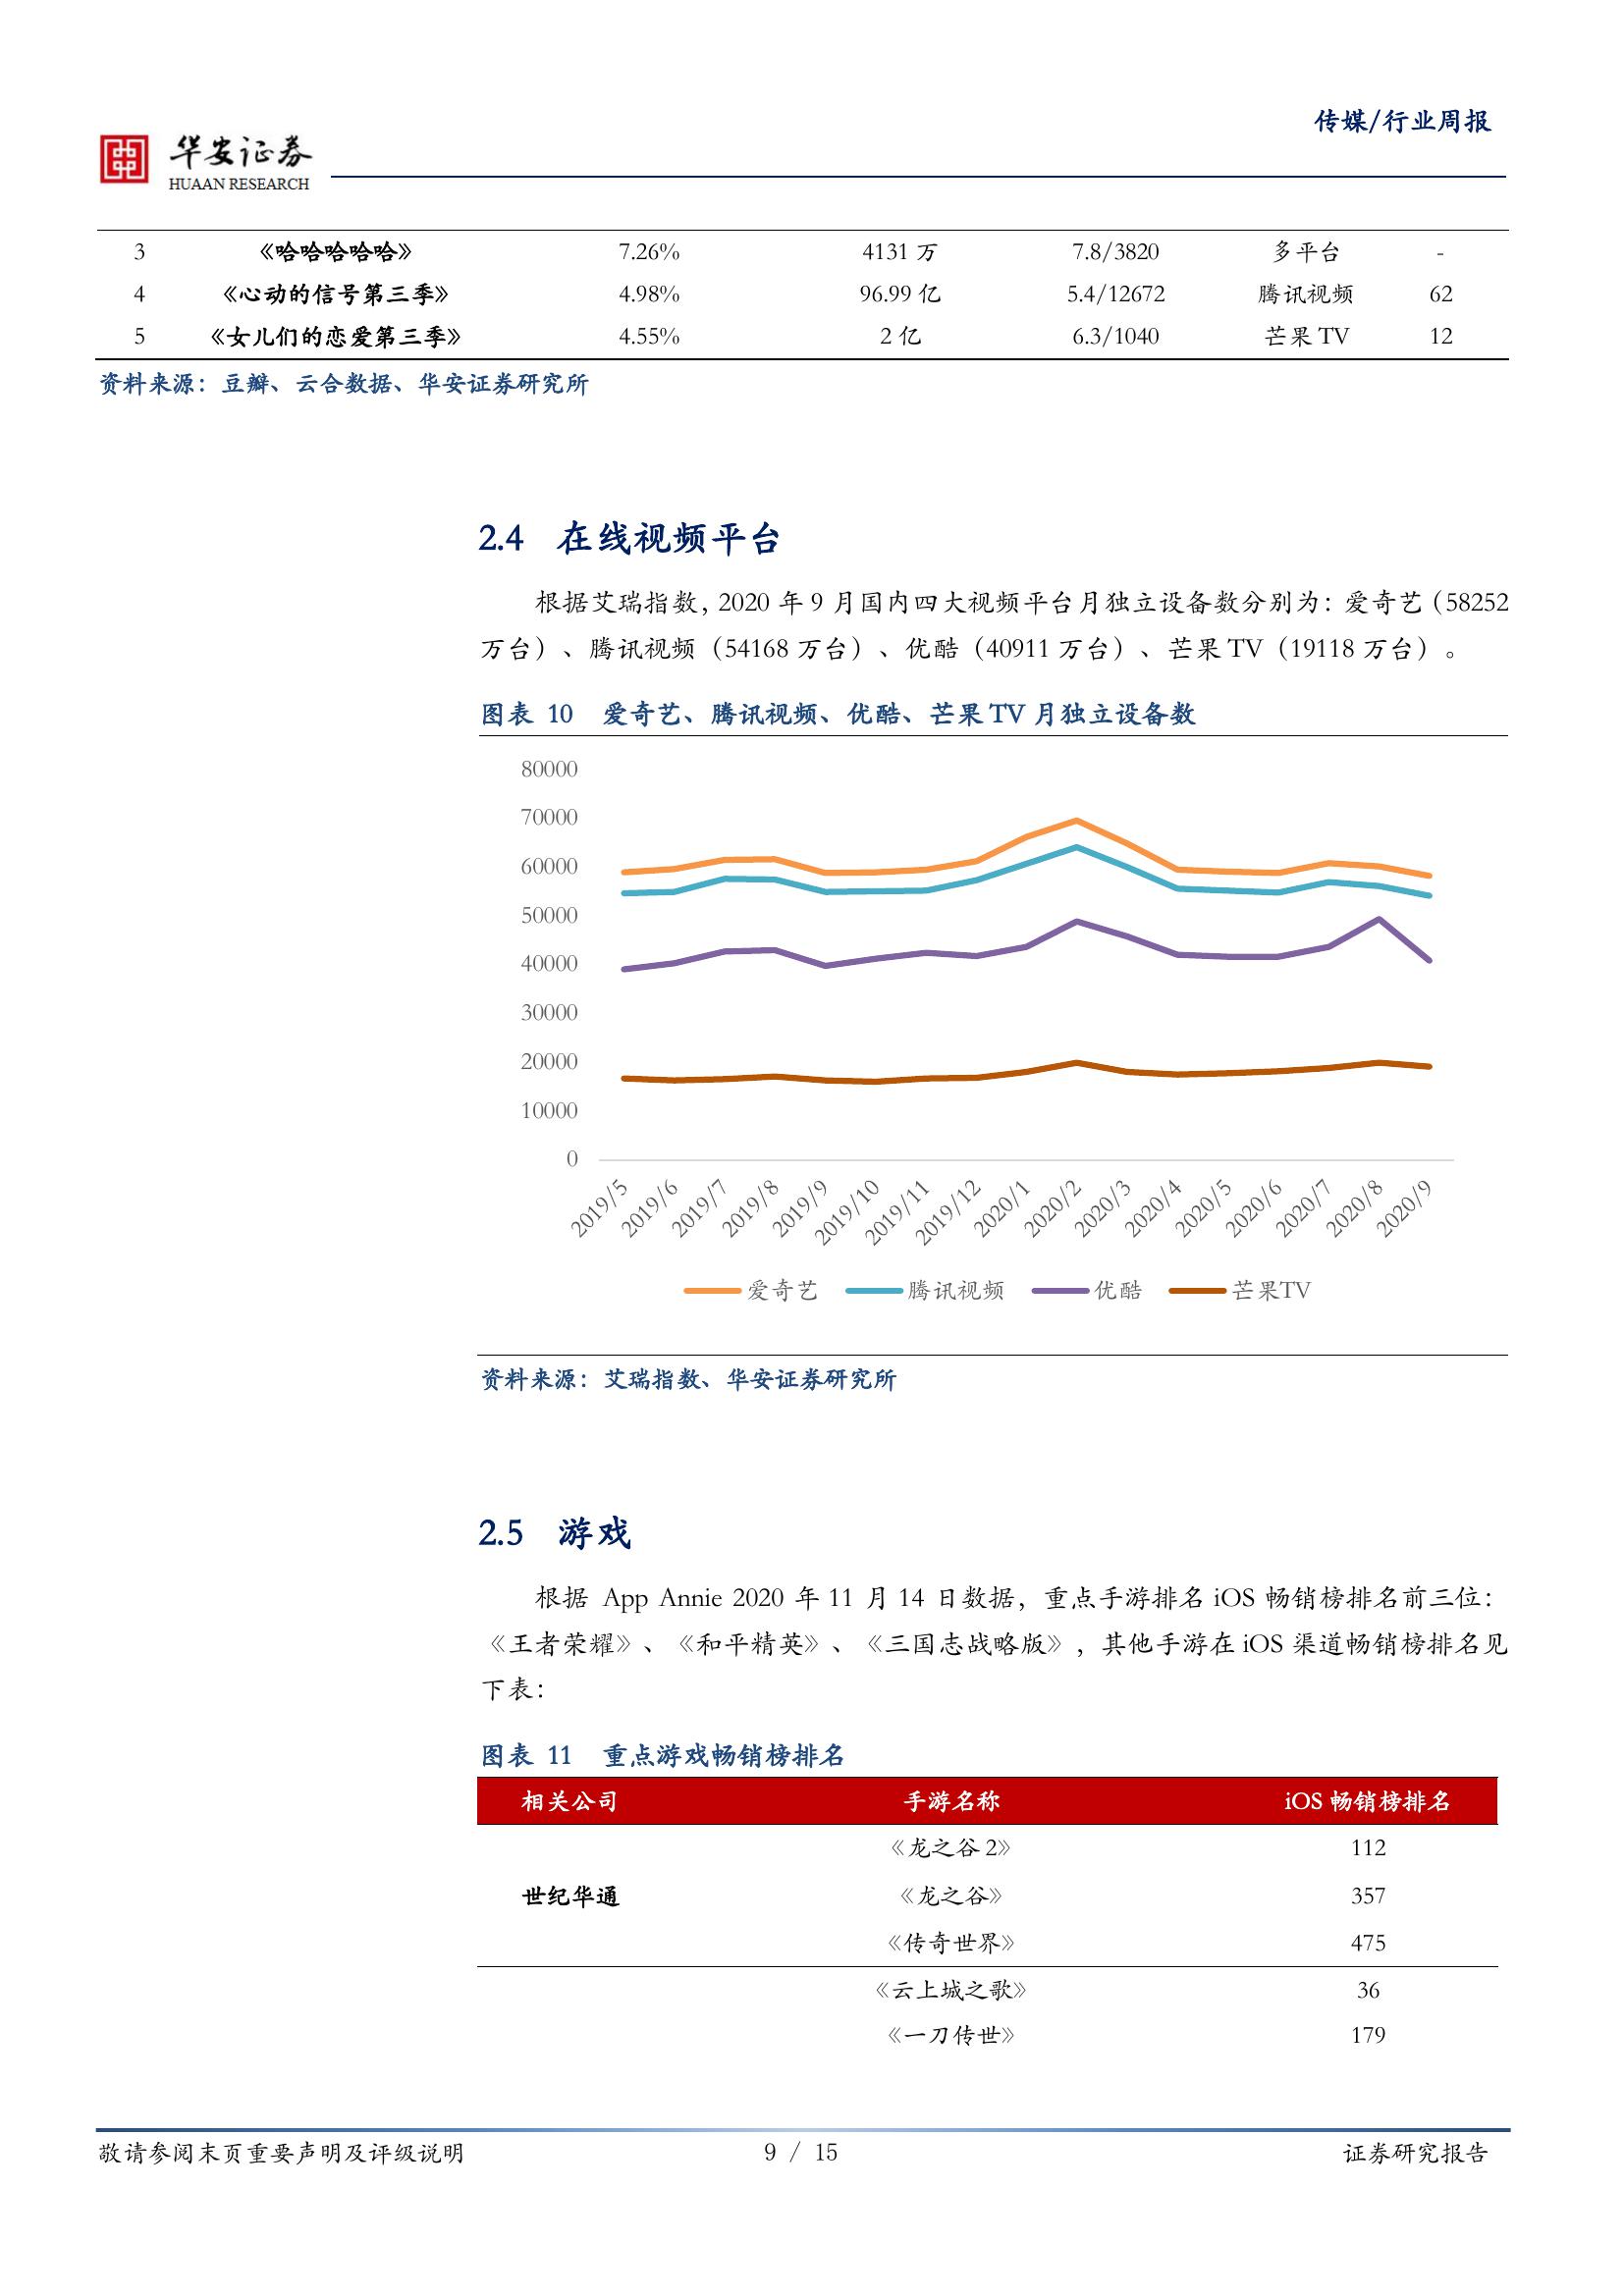 传媒/行业周报
华安证券
HUAAN RESEARCH
3 《哈哈哈哈哈》 7.26% 4131 万 7.8/3820 多平台 -
4 《心动的信号第三季》 4.98% 96.99 亿 5.4/12672 腾讯视频 62
5 《女儿们的恋爱第三季》 4.55% 2 亿 6.3/1040 芒果 TV 12
资料来源：豆瓣、云合数据、华安证券研究所
2.4 在线视频平台
根据艾瑞指数，2020 年 9 月国内四大视频平台月独立设备数分别为：爱奇艺（58252
万台）、腾讯视频（54168 万台）、优酷（40911 万台）、芒果 TV（19118 万台）。
图表 10 爱奇艺、腾讯视频、优酷、芒果 TV 月独立设备数
80000
70000
60000
50000
40000
30000
20000
10000
0
2019/5 2019/6 2019/7 2019/8 2019/9 2019/10 2019/11 2019/12 2020/1 2020/2 2020/3 2020/4 2020/5 2020/6 2020/7 2020/8 2020/9
爱奇艺 腾讯视频 优酷 芒果TV
资料来源：艾瑞指数、华安证券研究所
2.5 游戏
根据 App Annie 2020 年 11 月 14 日数据，重点手游排名 iOS 畅销榜排名前三位：
《王者荣耀》、《和平精英》、《三国志战略版》，其他手游在 iOS 渠道畅销榜排名见
下表：
图表 11 重点游戏畅销榜排名
相关公司 手游名称 iOS 畅销榜排名
《龙之谷 2》 112
世纪华通 《龙之谷》 357
《传奇世界》 475
《云上城之歌》 36
《一刀传世》 179
敬请参阅末页重要声明及评级说明 9 / 15 证券研究报告